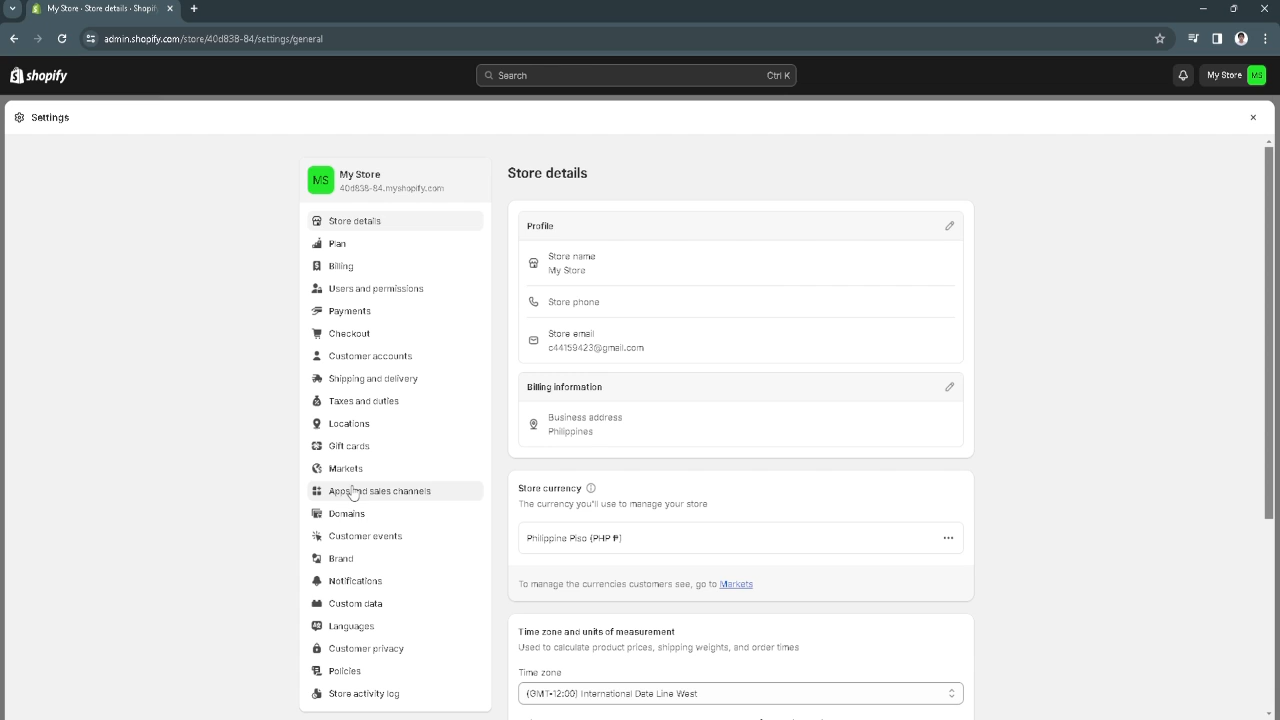 My Store · Store details · Shopif
admin.shopify.com/store/40d838-84/settings/general
shopify
Search
Ctrl K
My Store
MS
Settings
MS
My Store
40d838-84.myshopify.com
Store details
Plan
Billing
Users and permissions
Payments
Checkout
Customer accounts
Shipping and delivery
Taxes and duties
Locations
Gift cards
Markets
Apps and sales channels
Domains
Customer events
Brand
Notifications
Custom data
Languages
Customer privacy
Policies
Store activity log
Store details
Profile
Store name
My Store
Store phone
Store email
c44159423@gmail.com
Billing information
Business address
Philippines
Store currency
The currency you'll use to manage your store
Philippine Piso (PHP ₱)
To manage the currencies customers see, go to Markets
Time zone and units of measurement
Used to calculate product prices, shipping weights, and order times
Time zone
(GMT-12:00) International Date Line West